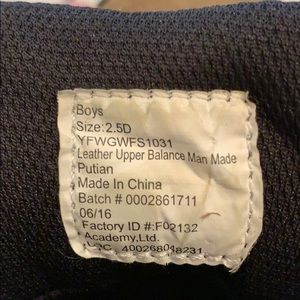 Boys
Size:2.5D
YFWGWFS1031
Leather Upper Balance Man Made
Putian
Made In China
Batch # 0002861711
06/16
Factory ID #:F02132
Academy,Ltd.
400268048231